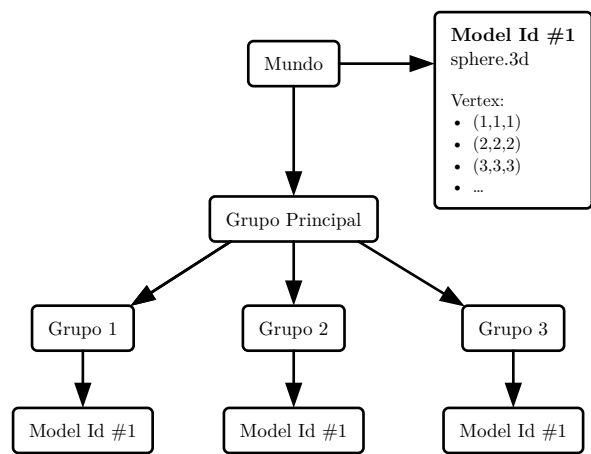 Mundo
Model Id #1
sphere.3d
Vertex:
• (1,1,1)
• (2,2,2)
• (3,3,3)
• ...
Grupo Principal
Grupo 1
Grupo 2
Grupo 3
Model Id #1
Model Id #1
Model Id #1